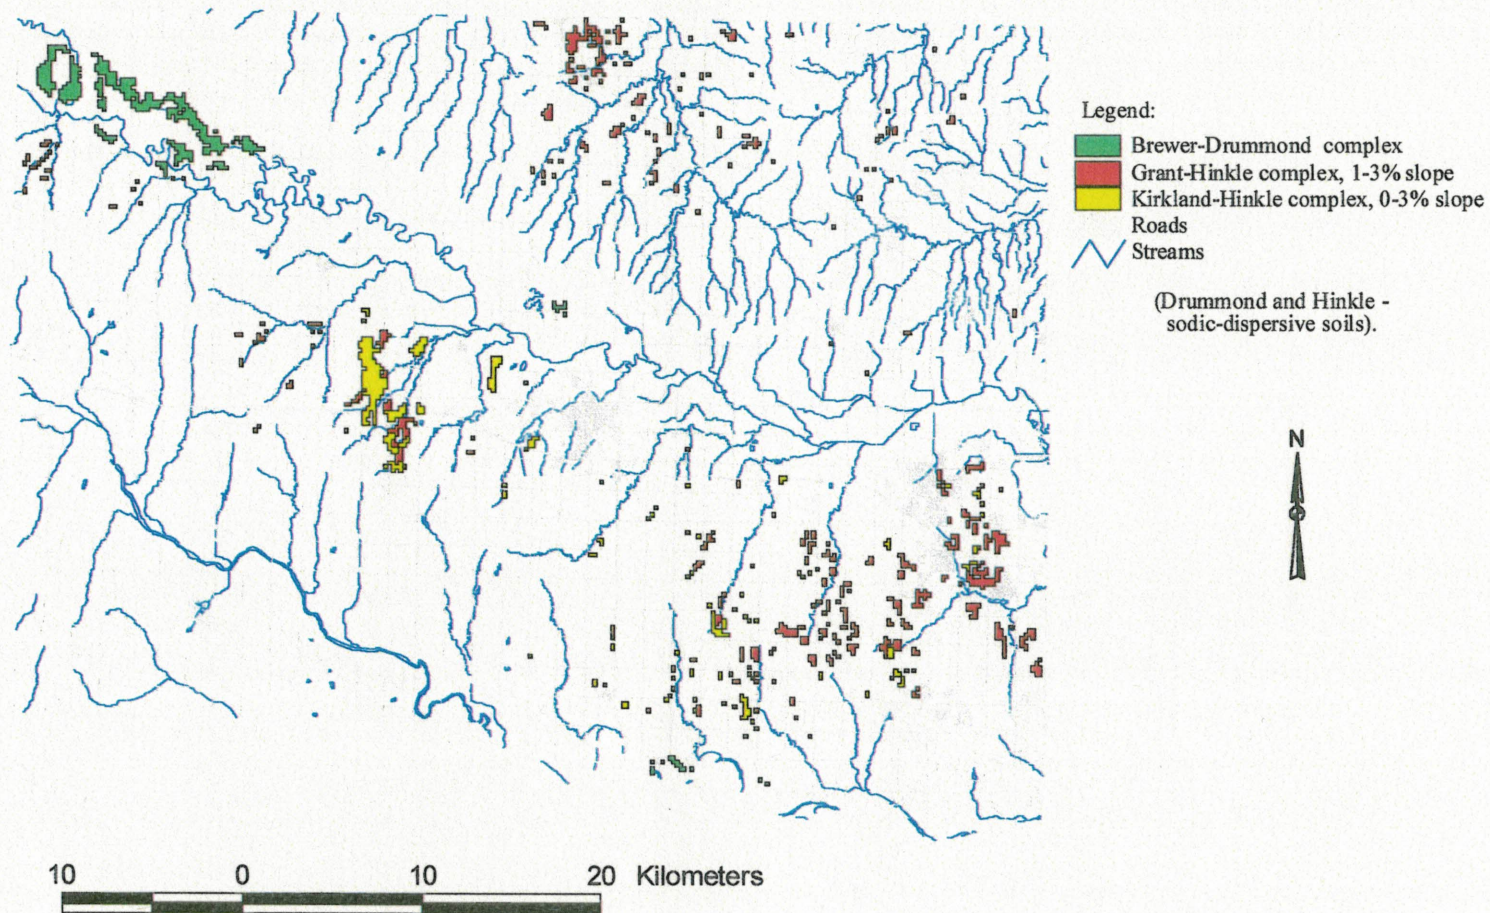 Legend:
Brewer-Drummond complex
Grant-Hinkle complex, 1-3% slope
Kirkland-Hinkle complex, 0-3% slope
Roads
Streams
(Drummond and Hinkle -
sodic-dispersive soils).
N
10 0 10 20 Kilometers